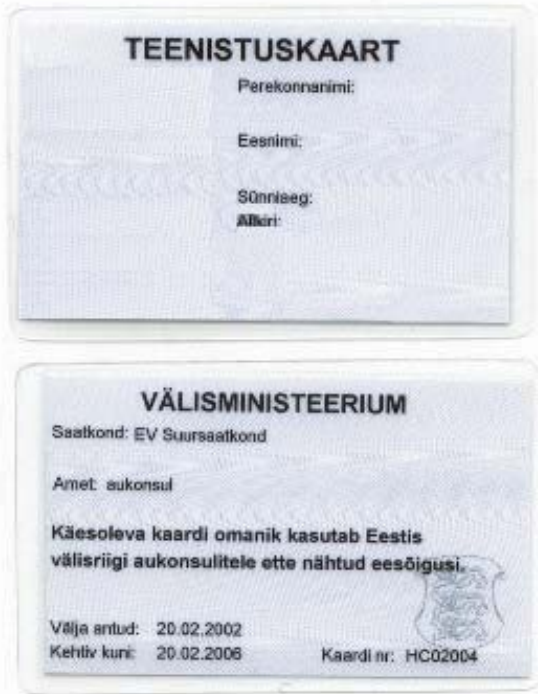 TEENISTUSKAART
Perekonnanimi:
Eesnimi:
Sünniaeg:
Allkiri:
VÄLISMINISTEERIUM
Saatkond: EV Suursaatkond
Amet: aukonsul
Käesoleva kaardi omanik kasutab Eestis
välisriigi aukonsulitele ette nähtud eesõigusi.
Välja antud: 20.02.2002
Kehtiv kuni: 20.02.2006
Kaardi nr: HC02004